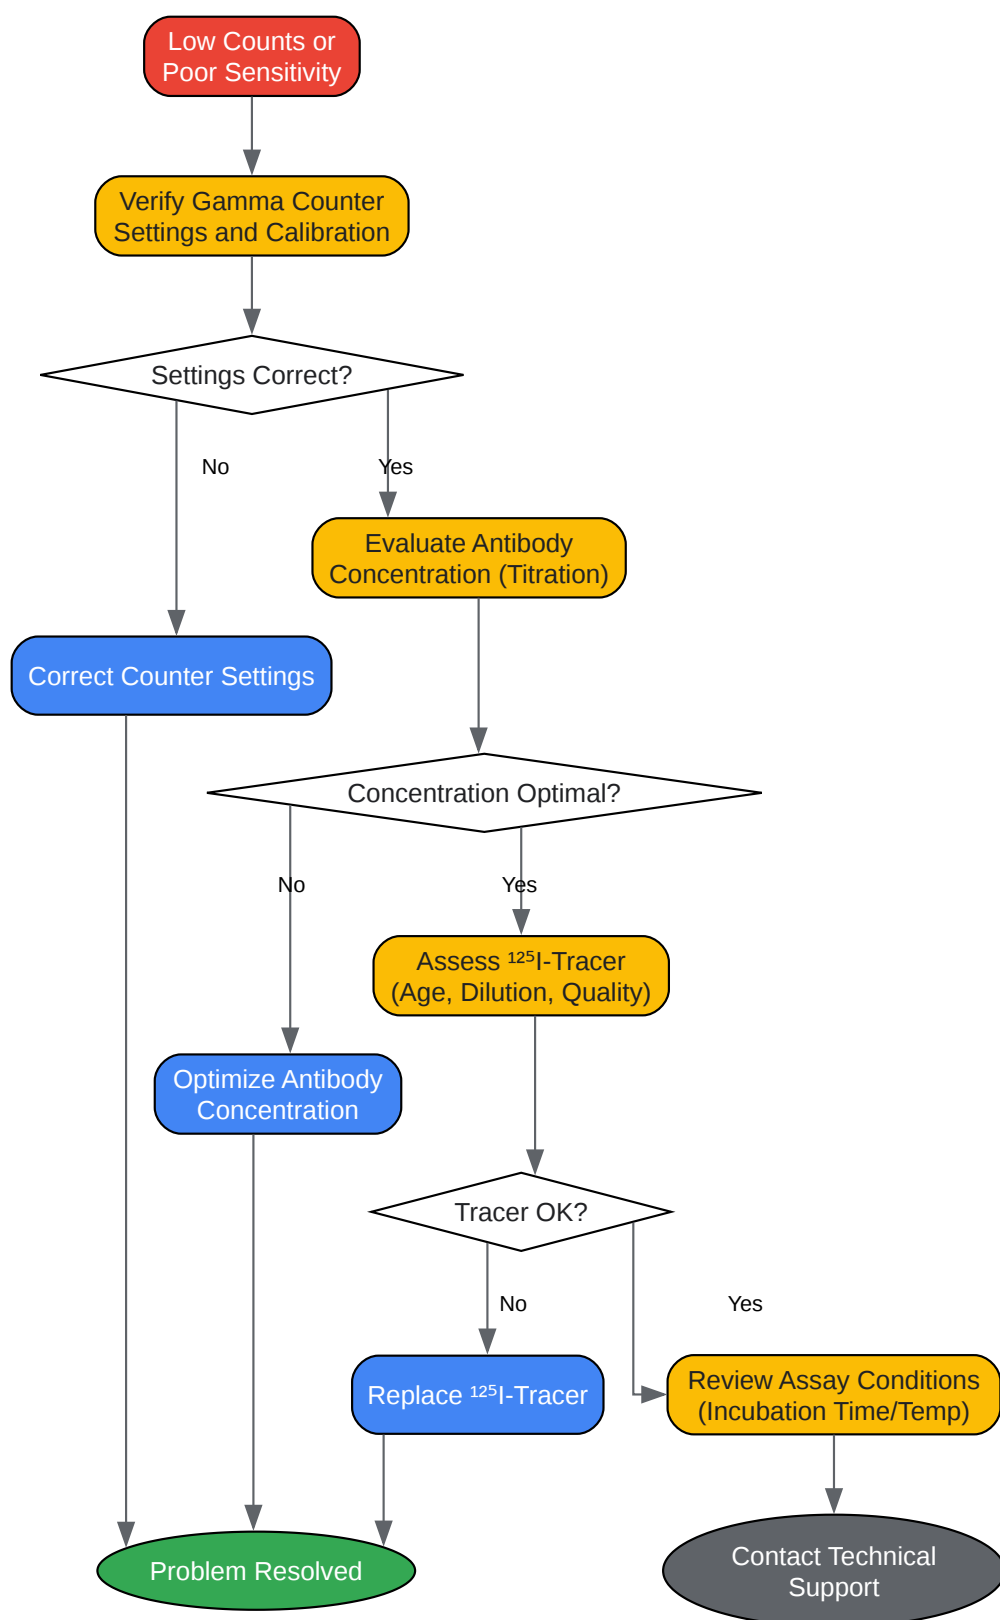 Low Counts or
Poor Sensitivity
Verify Gamma Counter
Settings and Calibration
Settings Correct?
No
Yes
Evaluate Antibody
Concentration (Titration)
Correct Counter Settings
Concentration Optimal?
No
Yes
Assess ¹²⁵I-Tracer
(Age, Dilution, Quality)
Optimize Antibody
Concentration
Tracer OK?
No
Yes
Replace ¹²⁵I-Tracer
Review Assay Conditions
(Incubation Time/Temp)
Problem Resolved
Contact Technical
Support